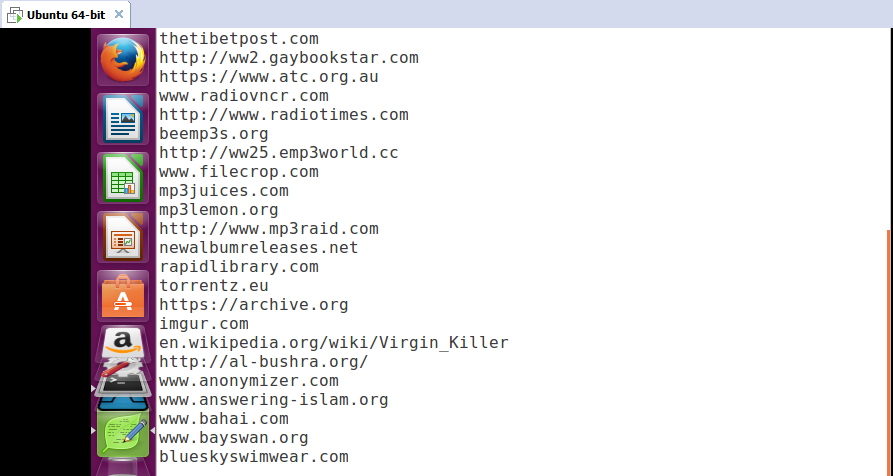 Ubuntu 64-bit
thetibetpost.com
http://ww2.gaybookstar.com
https://www.atc.org.au
www.radiovncr.com
http://www.radiotimes.com
beemp3s.org
http://ww25.emp3world.cc
www.filecrop.com
mp3juices.com
mp3lemon.org
http://www.mp3raid.com
newalbumreleases.net
rapidlibrary.com
torrentz.eu
https://archive.org
imgur.com
en.wikipedia.org/wiki/Virgin_Killer
http://al-bushra.org/
www.anonymizer.com
www.answering-islam.org
www.bahai.com
www.bayswan.org
blueskyswimwear.com